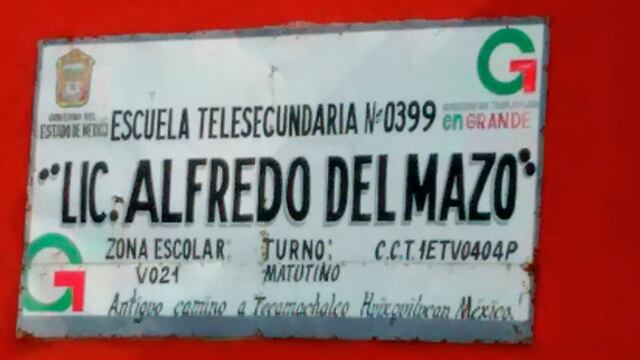 GOBIERNO DEL
ESTADO DE MÉXICO
ESCUELA TELESECUNDARIA Nº0399
en GRANDE
"LIC. ALFREDO DEL MAZO"
ZONA ESCOLAR: TURNO: C.C.T. 1ETV0404P
V021 MATUTINO
Antiguo camino a Tecamachalco Huixquilucan México.